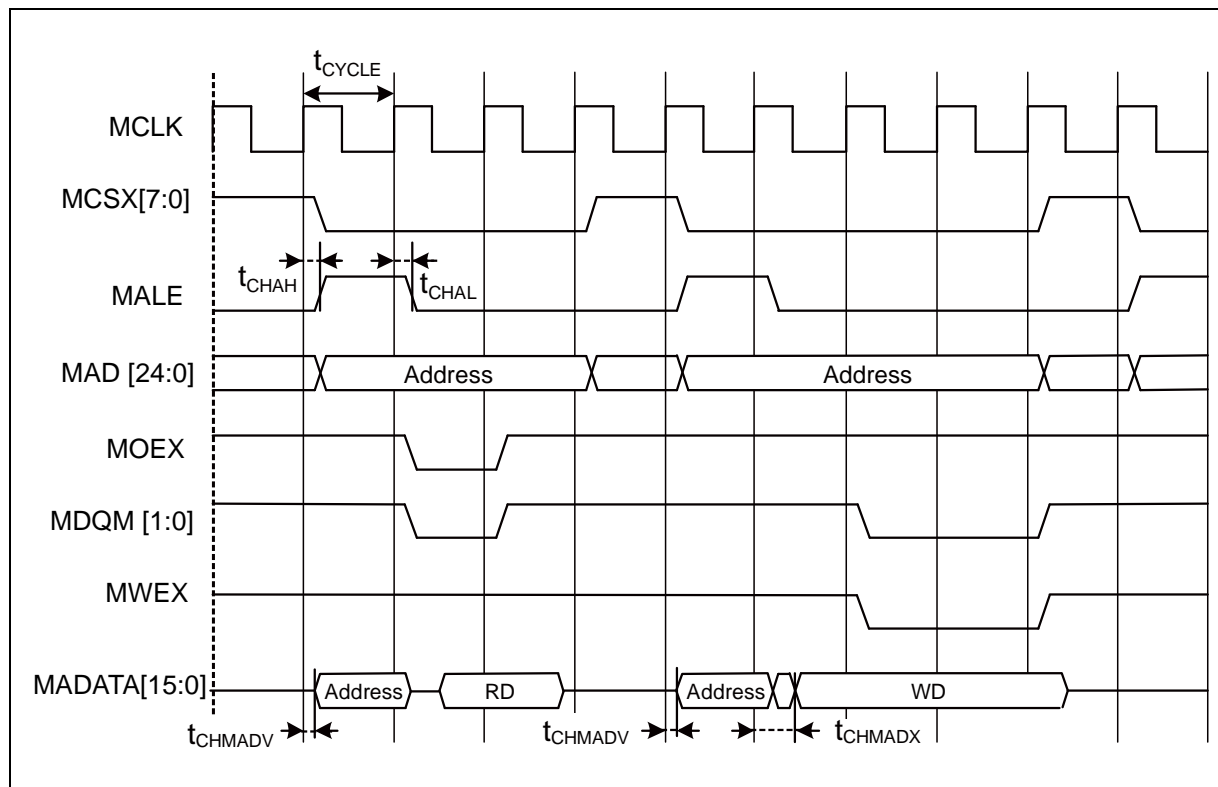 tCYCLE
MCLK
MCSX[7:0]
tCHAH
tCHAL
MALE
MAD [24:0]
Address
Address
MOEX
MDQM [1:0]
MWEX
MADATA[15:0]
Address
RD
Address
WD
tCHMADV
tCHMADV
tCHMADX